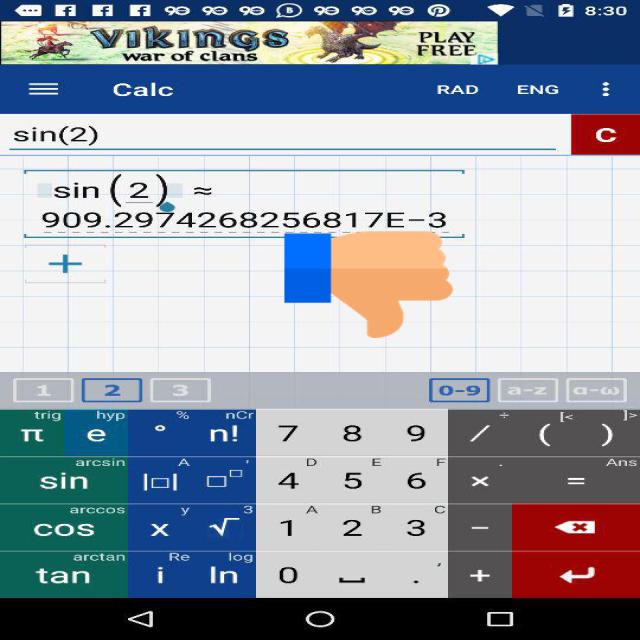 8:30
VIKINGS
war of clans
PLAY
FREE
Calc RAD ENG
sin(2) C
sin(2) ≈
909.2974268256817E−3
+
1 2 3 0-9 a-z α-ω
trig hyp % nCr ÷ [< ]>
π e ° n! 7 8 9 / ( )
arcsin A ' D E F . Ans
sin |□| □□ 4 5 6 × =
arccos y 3 A B C
cos x √ 1 2 3 −
arctan Re log '
tan i ln 0 . +